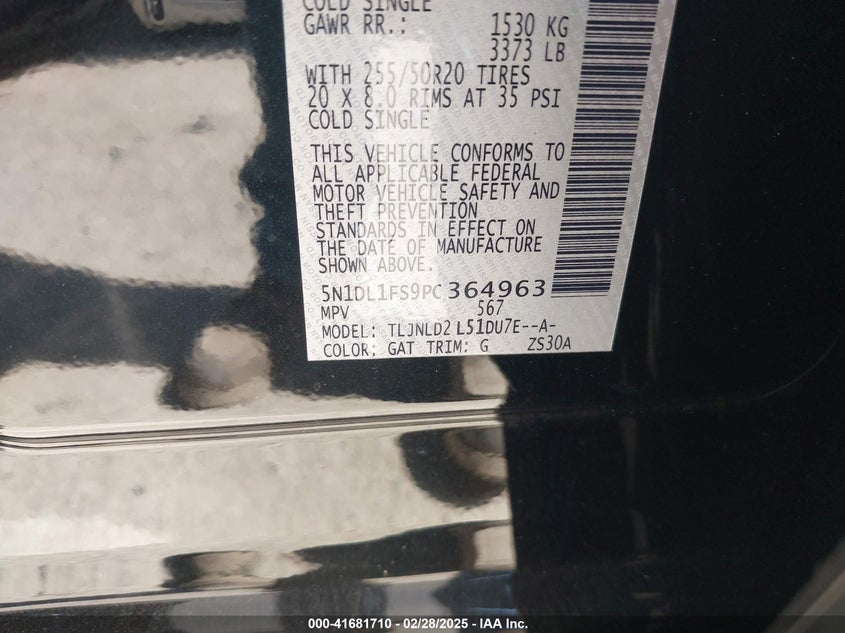 COLD SINGLE
GAWR RR.: 1530 KG
3373 LB
WITH 255/50R20 TIRES
20 X 8.0 RIMS AT 35 PSI
COLD SINGLE
THIS VEHICLE CONFORMS TO
ALL APPLICABLE FEDERAL
MOTOR VEHICLE SAFETY AND
THEFT PREVENTION
STANDARDS IN EFFECT ON
THE DATE OF MANUFACTURE
SHOWN ABOVE.
5N1DL1FS9PC364963
MPV 567
MODEL: TLJNLD2 L51DU7E--A-
COLOR: GAT TRIM: G ZS30A
000-41681710 / 02/28/2025 - IAA Inc.